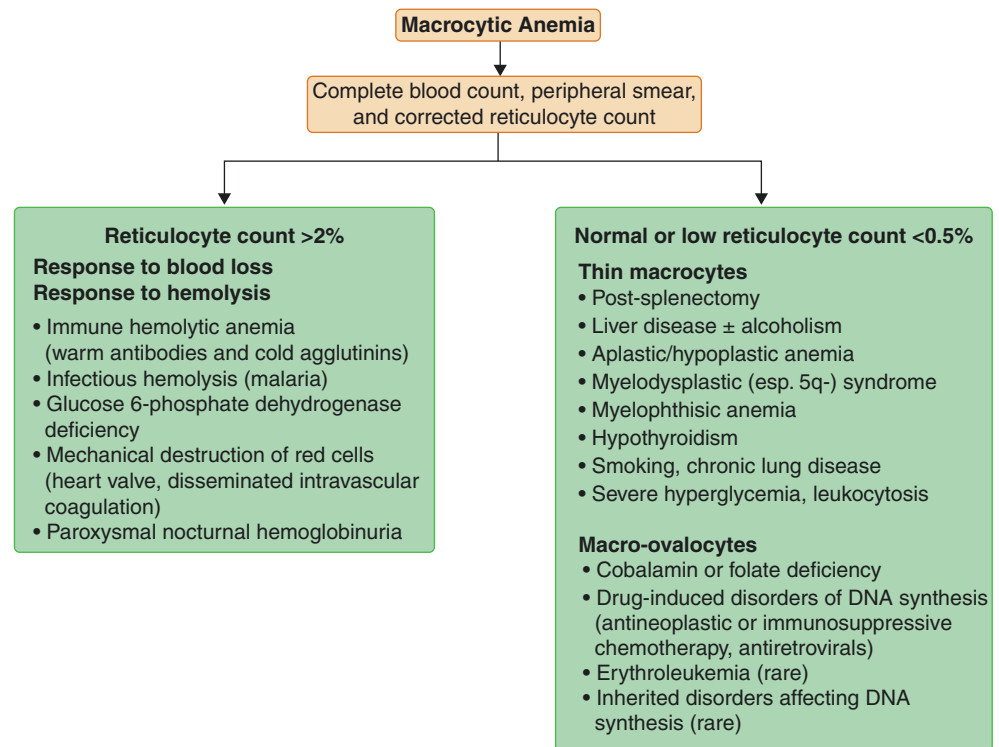 Macrocytic Anemia
Complete blood count, peripheral smear,
and corrected reticulocyte count
Reticulocyte count >2%
Response to blood loss
Response to hemolysis
• Immune hemolytic anemia
(warm antibodies and cold agglutinins)
• Infectious hemolysis (malaria)
• Glucose 6-phosphate dehydrogenase
deficiency
• Mechanical destruction of red cells
(heart valve, disseminated intravascular
coagulation)
• Paroxysmal nocturnal hemoglobinuria
Normal or low reticulocyte count <0.5%
Thin macrocytes
• Post-splenectomy
• Liver disease ± alcoholism
• Aplastic/hypoplastic anemia
• Myelodysplastic (esp. 5q-) syndrome
• Myelophthisic anemia
• Hypothyroidism
• Smoking, chronic lung disease
• Severe hyperglycemia, leukocytosis
Macro-ovalocytes
• Cobalamin or folate deficiency
• Drug-induced disorders of DNA synthesis
(antineoplastic or immunosuppressive
chemotherapy, antiretrovirals)
• Erythroleukemia (rare)
• Inherited disorders affecting DNA
synthesis (rare)